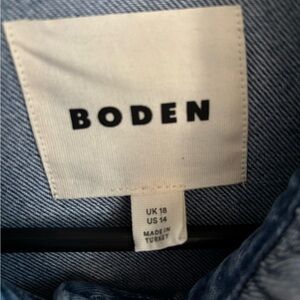 BODEN
UK 18
US 14
MADE IN
TURKEY